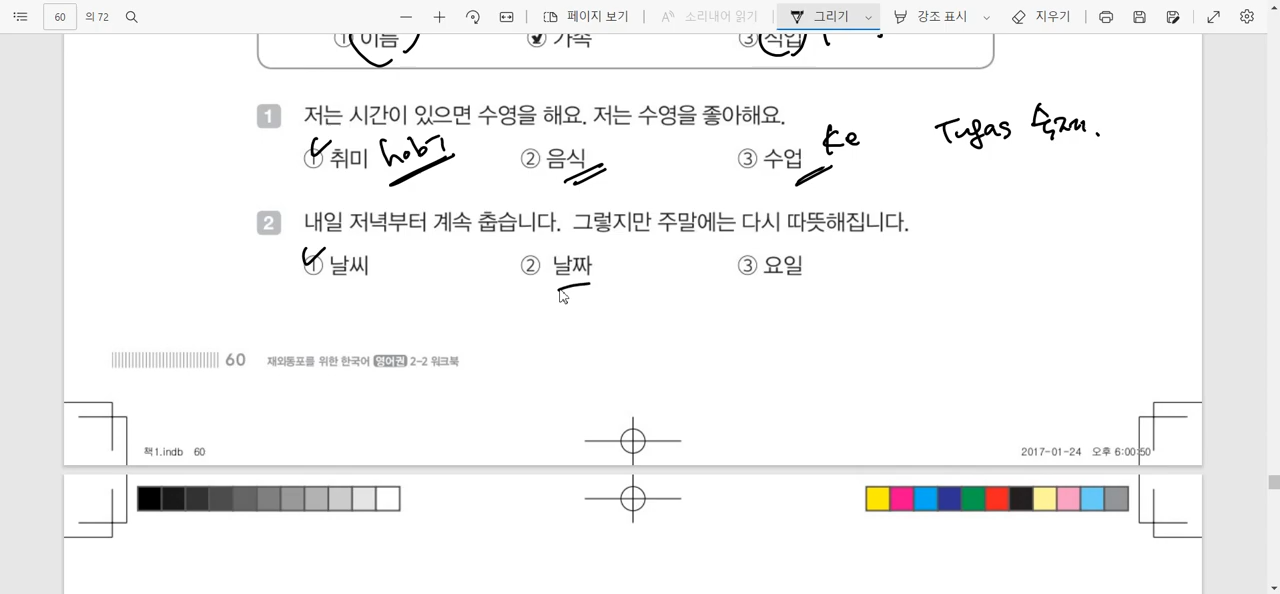 60 의 72 페이지 보기 소리내어 읽기 그리기 강조 표시 지우기
① 이름 ② 가족 ③ 직업
1 저는 시간이 있으면 수영을 해요. 저는 수영을 좋아해요.
① 취미 hobi ② 음식 ③ 수업 Ke
Tugas 숙제.
2 내일 저녁부터 계속 춥습니다. 그렇지만 주말에는 다시 따뜻해집니다.
① 날씨 ② 날짜 ③ 요일
60 재외동포를 위한 한국어 영어권 2-2 워크북
책1.indb 60
2017-01-24 오후 6:00:50